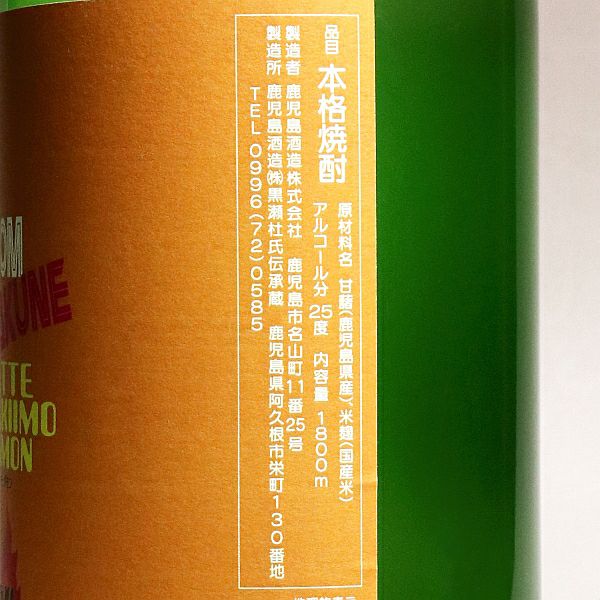 品目 本格焼酎
原材料名 甘藷(鹿児島県産)、米麹(国産米)
アルコール分 25度 内容量 1800m
製造者 鹿児島酒造株式会社 鹿児島市名山町11番25号
製造所 鹿児島酒造㈱黒瀬杜氏伝承蔵 鹿児島県阿久根市栄町130番地
TEL 0996(72)0585
OM
UNE
TTE
KIIMO
MON